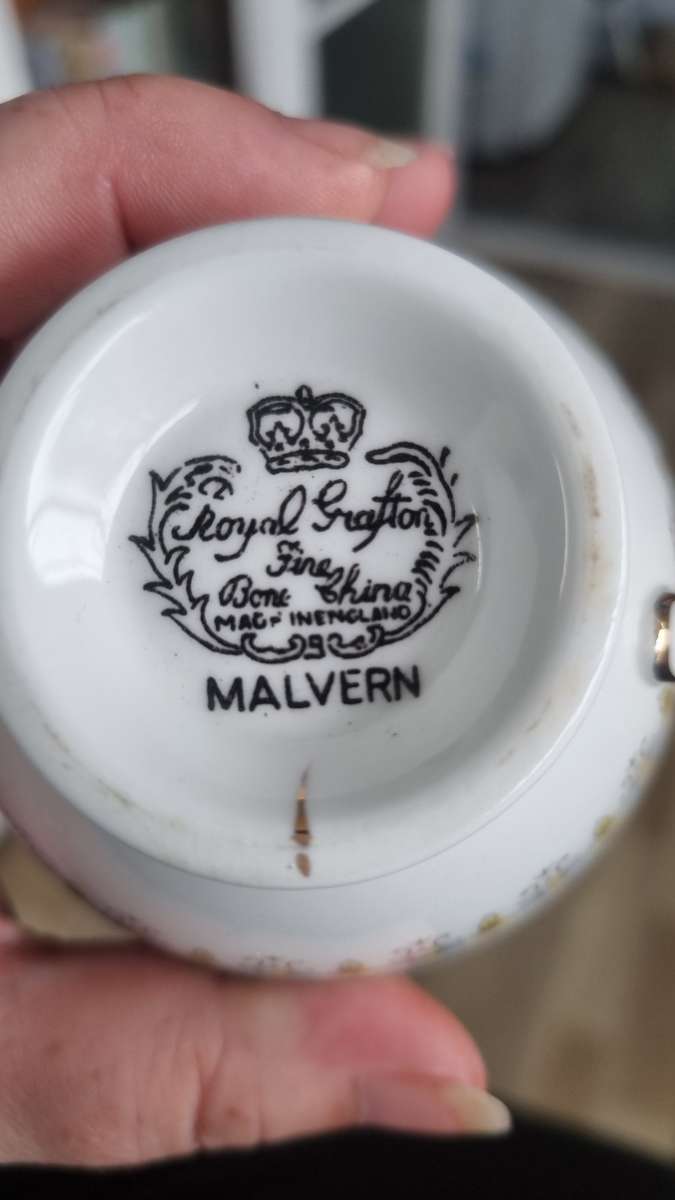 Royal Grafton
Fine
Bone China
MADE IN ENGLAND
MALVERN